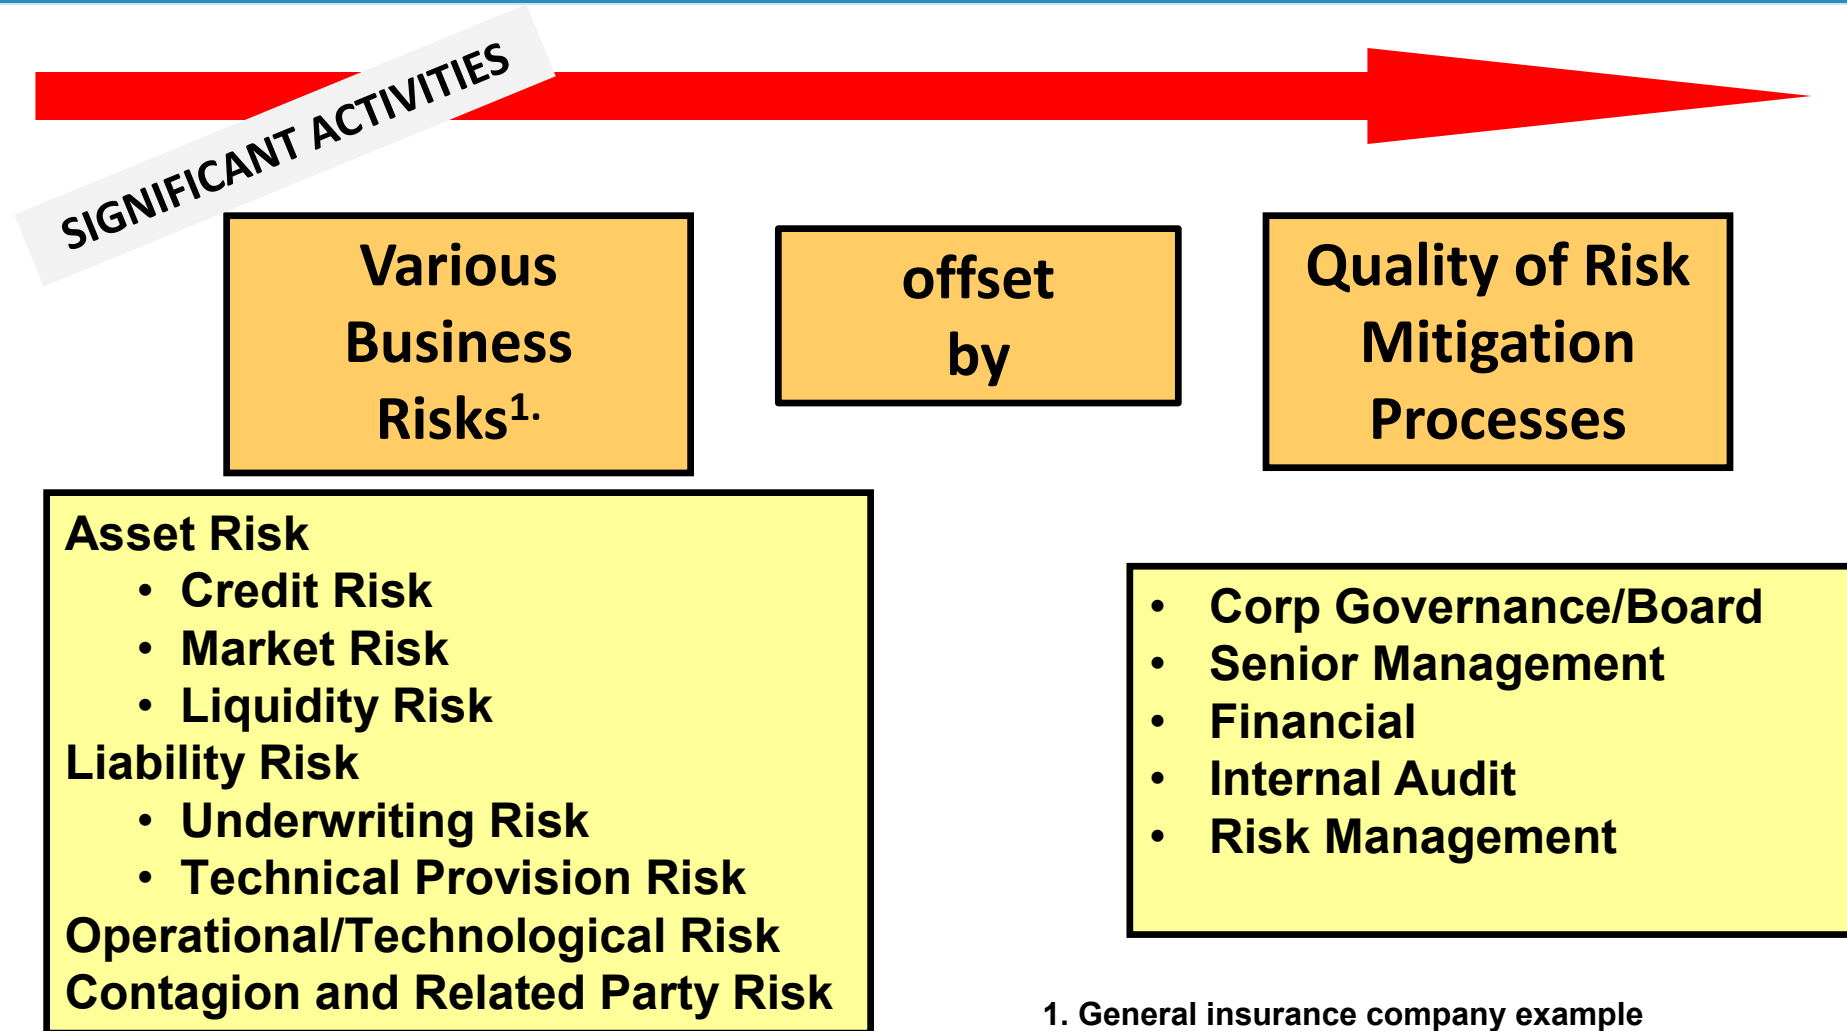 SIGNIFICANT ACTIVITIES
Various
Business
Risks¹·
offset
by
Quality of Risk
Mitigation
Processes
Asset Risk
• Credit Risk
• Market Risk
• Liquidity Risk
Liability Risk
• Underwriting Risk
• Technical Provision Risk
Operational/Technological Risk
Contagion and Related Party Risk
• Corp Governance/Board
• Senior Management
• Financial
• Internal Audit
• Risk Management
1. General insurance company example